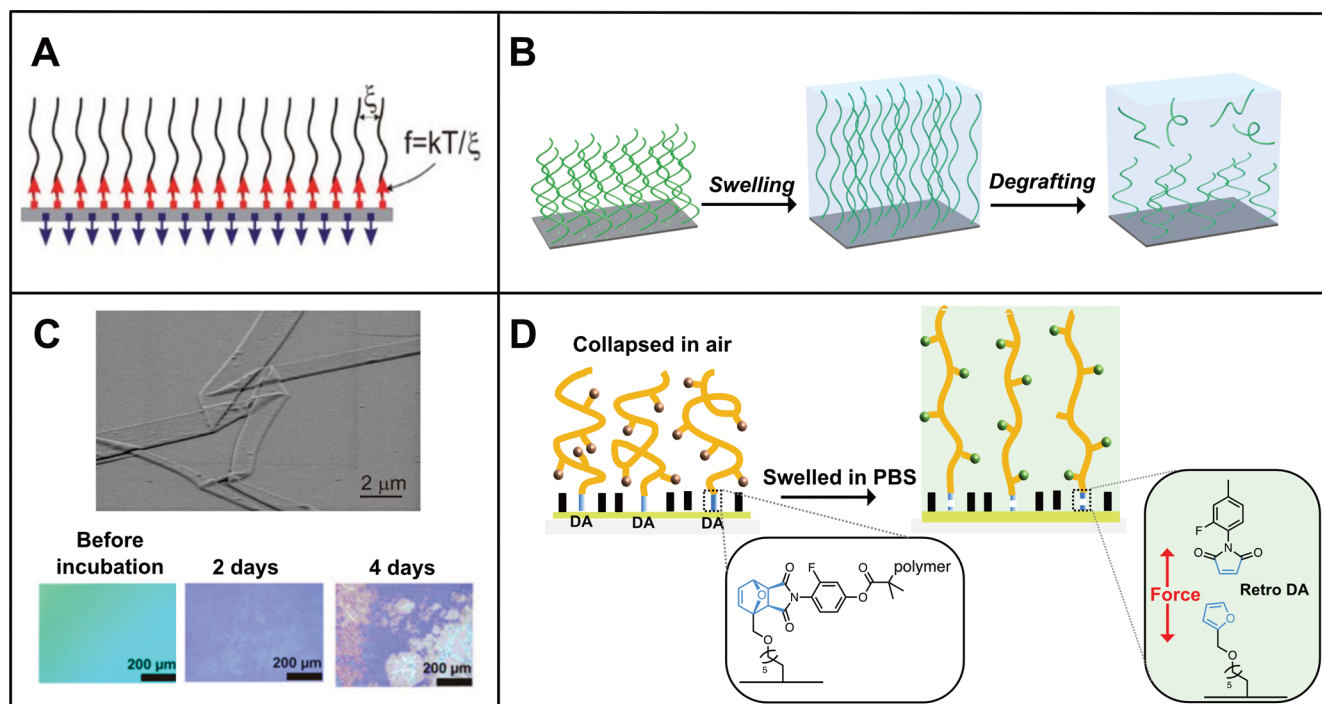 A
ξ
f=kT/ξ
B
Swelling
Degrafting
C
2 μm
Before
incubation
2 days
4 days
200 μm
200 μm
200 μm
D
Collapsed in air
Swelled in PBS
DA
DA
DA
F
O
polymer
O
N
O
O
O
O
5
F
N
O
O
Retro DA
Force
O
O
5